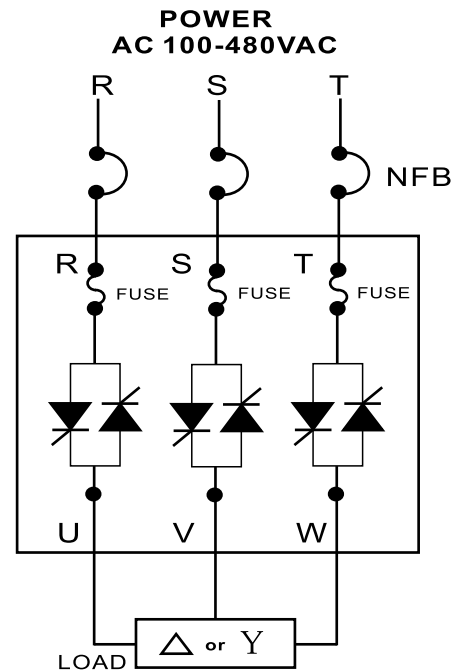 POWER
AC 100-480VAC
R S T
NFB
R S T
FUSE FUSE FUSE
U V W
LOAD △ or Y